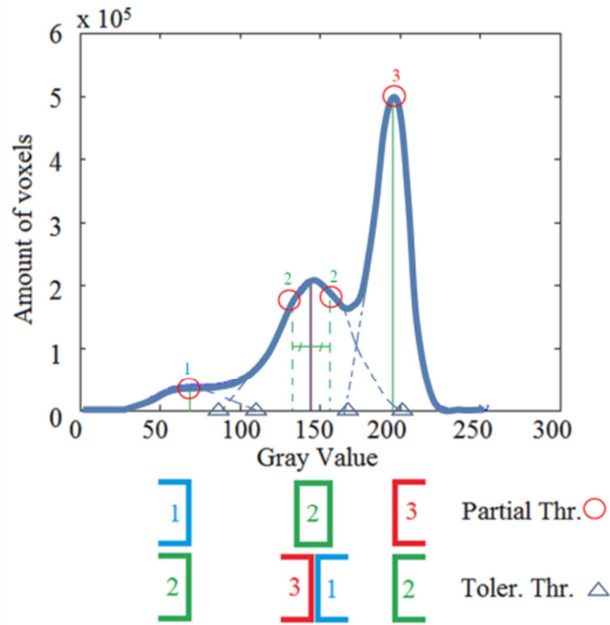 x 10⁵
6
3
5
4
3
2
2 2
1
1
0
0 50 100 150 200 250 300
Amount of voxels
Gray Value
1 2 3 Partial Thr.
2 3 1 2 Toler. Thr.